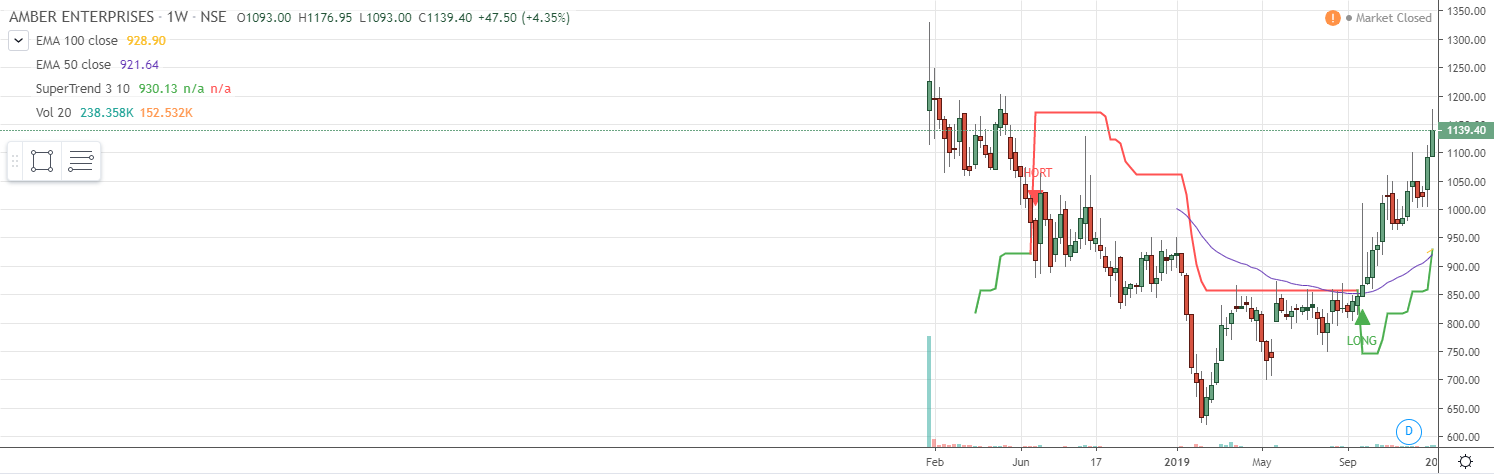 AMBER ENTERPRISES · 1W · NSE O1093.00 H1176.95 L1093.00 C1139.40 +47.50 (+4.35%)
! Market Closed
EMA 100 close 928.90
EMA 50 close 921.64
SuperTrend 3 10 930.13 n/a n/a
Vol 20 238.358K 152.532K
1350.00
1300.00
1250.00
1200.00
1139.40
1100.00
1050.00
1000.00
950.00
900.00
850.00
800.00
750.00
700.00
650.00
600.00
HORT
LONG
D
Feb Jun 17 2019 May Sep 20